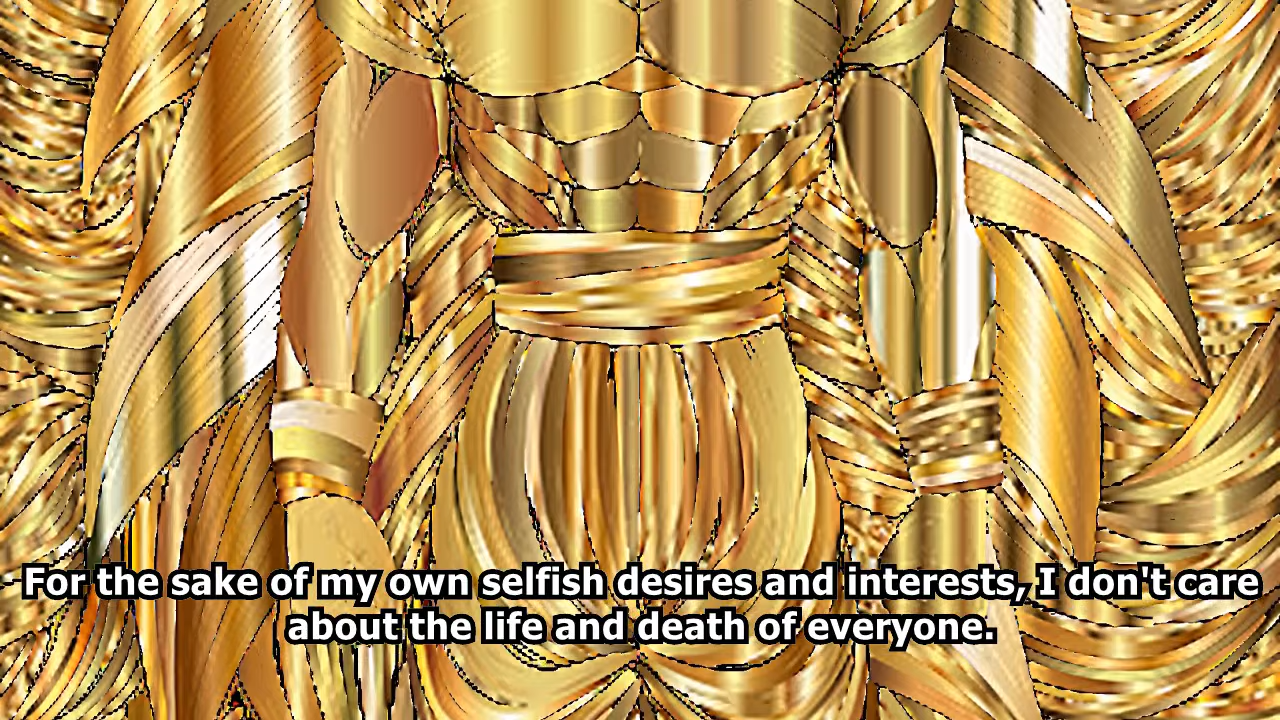 For the sake of my own selfish desires and interests, I don't care
about the life and death of everyone.